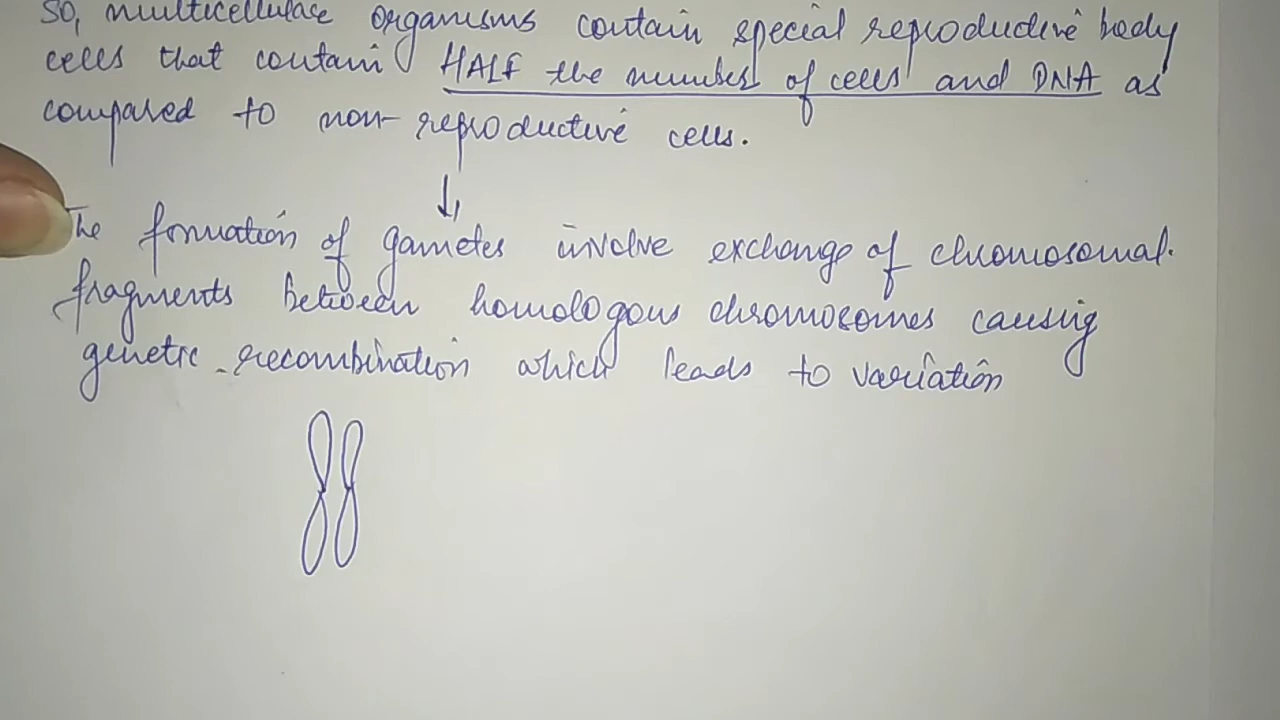 So, multicellular organisms contain special reproductive body
cells that contain HALF the number of cells and DNA as
compared to non-reproductive cells.
The formation of gametes involve exchange of chromosomal
fragments between homologous chromosomes causing
genetic recombination which leads to variation